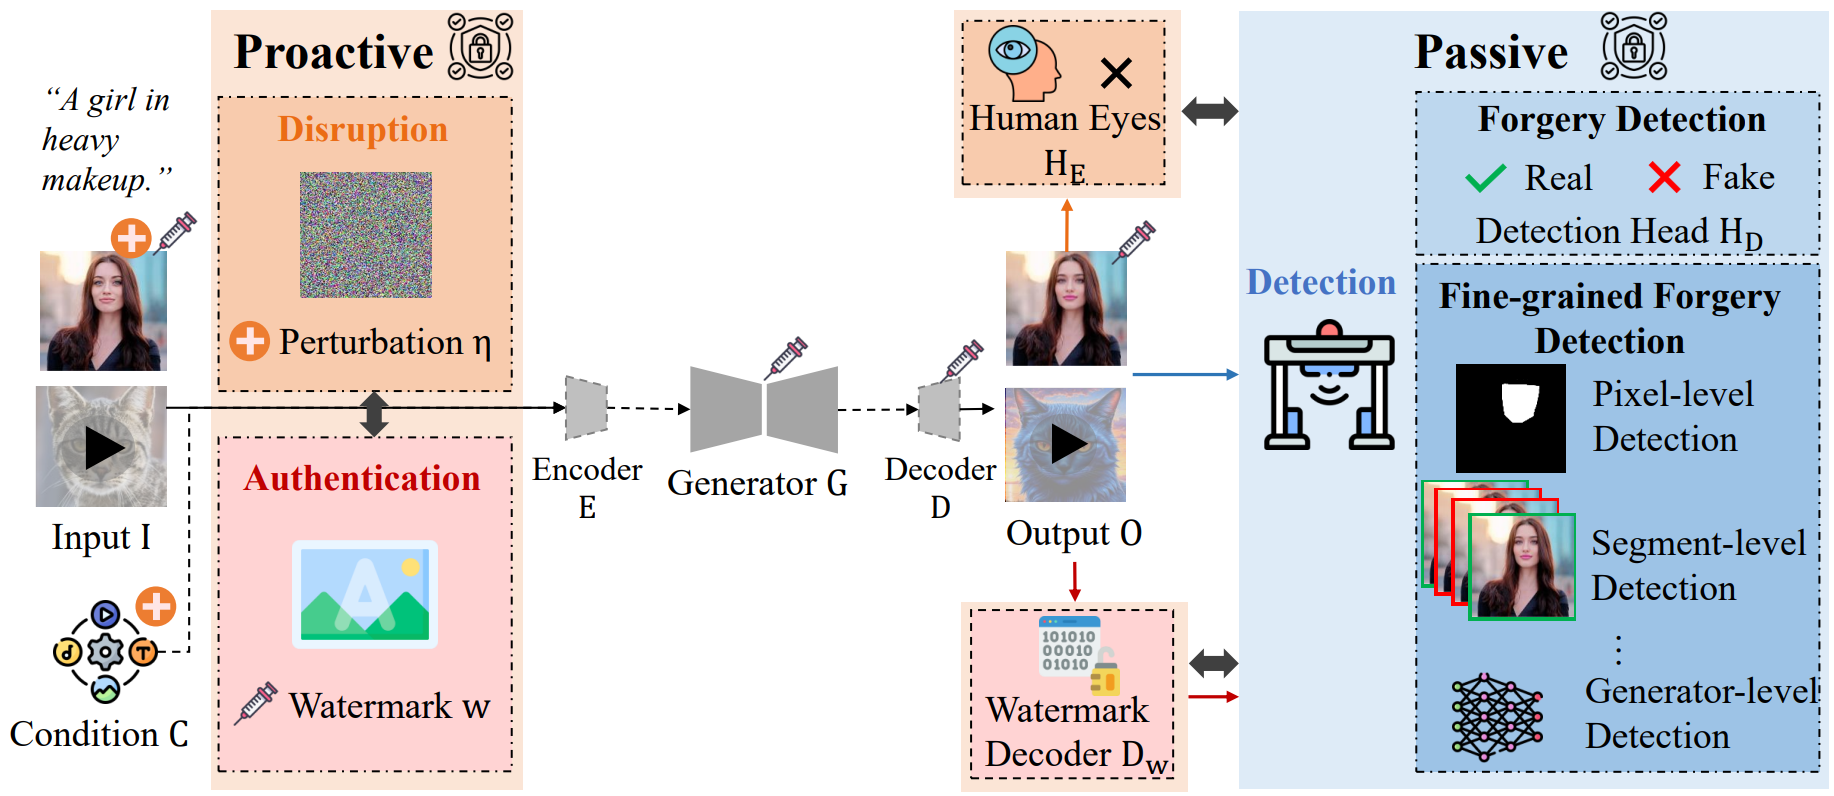 Proactive
“A girl in
heavy
makeup.”
Input I
Condition C
Disruption
Perturbation η
Authentication
A
Watermark w
Encoder
E
Generator G
Decoder
D
Human Eyes
H_E
Output O
101010
00010
01010
Watermark
Decoder D_w
Passive
Detection
Forgery Detection
Real
Fake
Detection Head H_D
Fine-grained Forgery
Detection
Pixel-level
Detection
Segment-level
Detection
⋮
Generator-level
Detection